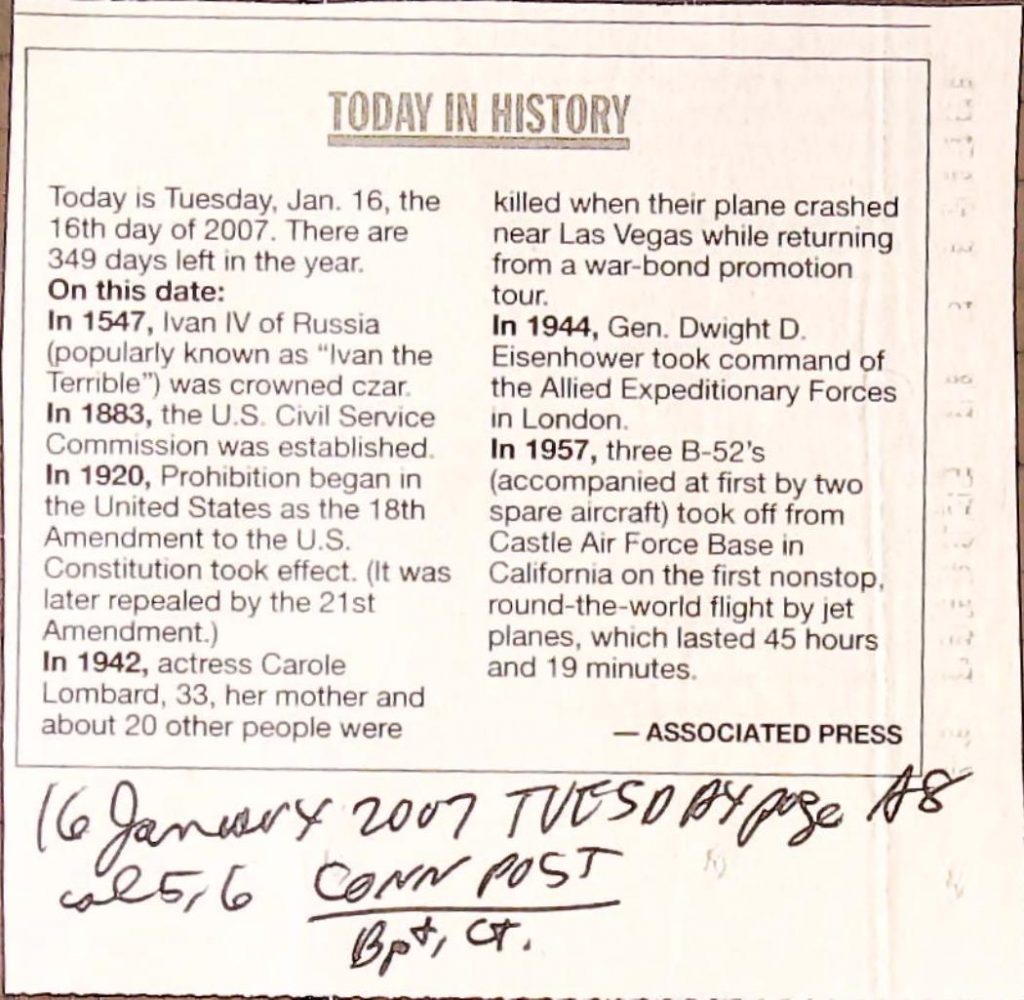 TODAY IN HISTORY
Today is Tuesday, Jan. 16, the
16th day of 2007. There are
349 days left in the year.
On this date:
In 1547, Ivan IV of Russia
(popularly known as “Ivan the
Terrible”) was crowned czar.
In 1883, the U.S. Civil Service
Commission was established.
In 1920, Prohibition began in
the United States as the 18th
Amendment to the U.S.
Constitution took effect. (It was
later repealed by the 21st
Amendment.)
In 1942, actress Carole
Lombard, 33, her mother and
about 20 other people were
killed when their plane crashed
near Las Vegas while returning
from a war-bond promotion
tour.
In 1944, Gen. Dwight D.
Eisenhower took command of
the Allied Expeditionary Forces
in London.
In 1957, three B-52's
(accompanied at first by two
spare aircraft) took off from
Castle Air Force Base in
California on the first nonstop,
round-the-world flight by jet
planes, which lasted 45 hours
and 19 minutes.
— ASSOCIATED PRESS
16 January 2007 TUESDAY page A8
col 5,6 CONN POST
Bpt, CT.